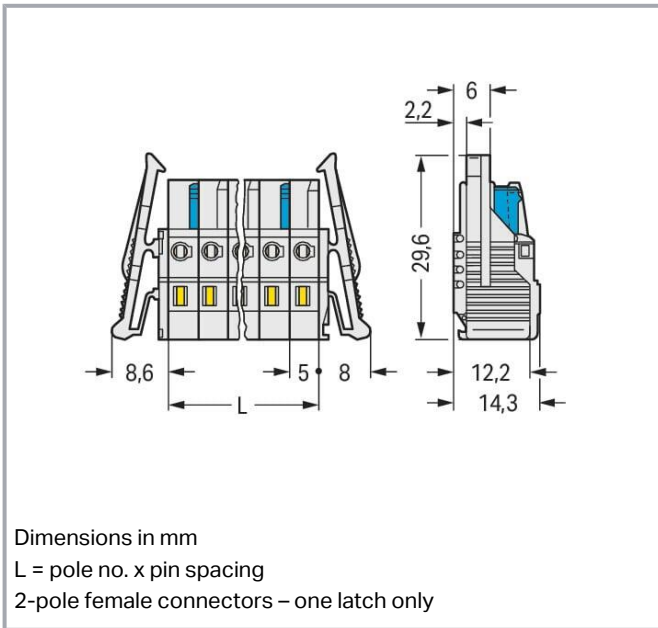 6
2,2
29,6
8,6
5
8
L
12,2
14,3
Dimensions in mm
L = pole no. x pin spacing
2-pole female connectors – one latch only